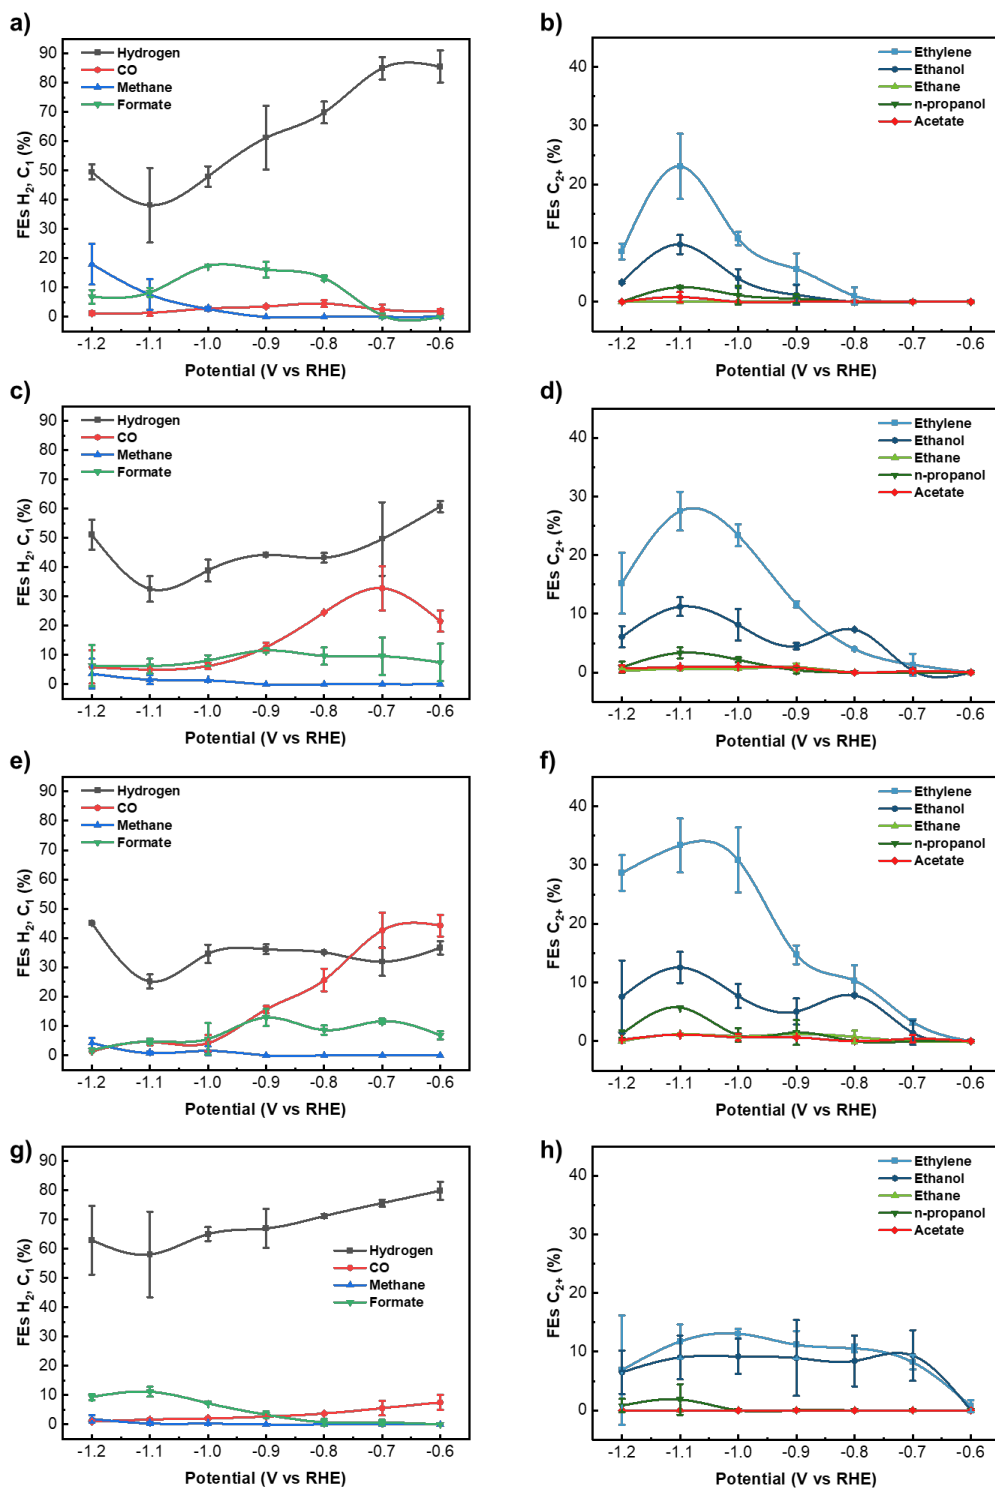 a)
Hydrogen
CO
Methane
Formate
FEs H₂, C₁ (%)
90
80
70
60
50
40
30
20
10
0
-1.2 -1.1 -1.0 -0.9 -0.8 -0.7 -0.6
Potential (V vs RHE)
b)
Ethylene
Ethanol
Ethane
n-propanol
Acetate
FEs C₂₊ (%)
40
30
20
10
0
-1.2 -1.1 -1.0 -0.9 -0.8 -0.7 -0.6
Potential (V vs RHE)
c)
Hydrogen
CO
Methane
Formate
FEs H₂, C₁ (%)
90
80
70
60
50
40
30
20
10
0
-1.2 -1.1 -1.0 -0.9 -0.8 -0.7 -0.6
Potential (V vs RHE)
d)
Ethylene
Ethanol
Ethane
n-propanol
Acetate
FEs C₂₊ (%)
40
30
20
10
0
-1.2 -1.1 -1.0 -0.9 -0.8 -0.7 -0.6
Potential (V vs RHE)
e)
Hydrogen
CO
Methane
Formate
FEs H₂, C₁ (%)
90
80
70
60
50
40
30
20
10
0
-1.2 -1.1 -1.0 -0.9 -0.8 -0.7 -0.6
Potential (V vs RHE)
f)
Ethylene
Ethanol
Ethane
n-propanol
Acetate
FEs C₂₊ (%)
40
30
20
10
0
-1.2 -1.1 -1.0 -0.9 -0.8 -0.7 -0.6
Potential (V vs RHE)
g)
Hydrogen
CO
Methane
Formate
FEs H₂, C₁ (%)
90
80
70
60
50
40
30
20
10
0
-1.2 -1.1 -1.0 -0.9 -0.8 -0.7 -0.6
Potential (V vs RHE)
h)
Ethylene
Ethanol
Ethane
n-propanol
Acetate
FEs C₂₊ (%)
40
30
20
10
0
-1.2 -1.1 -1.0 -0.9 -0.8 -0.7 -0.6
Potential (V vs RHE)